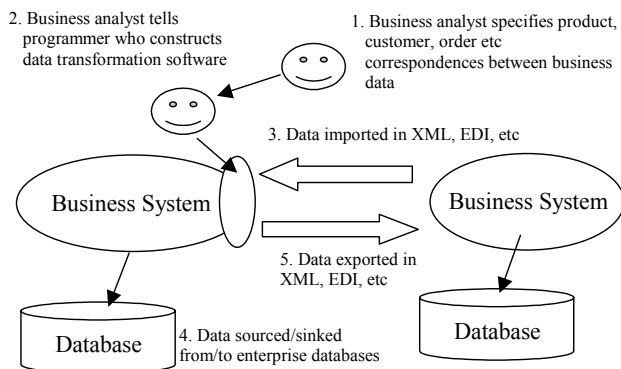 2. Business analyst tells
programmer who constructs
data transformation software
1. Business analyst specifies product,
customer, order etc
correspondences between business
data
3. Data imported in XML, EDI, etc
Business System
Business System
5. Data exported in
XML, EDI, etc
Database
4. Data sourced/sinked
from/to enterprise databases
Database